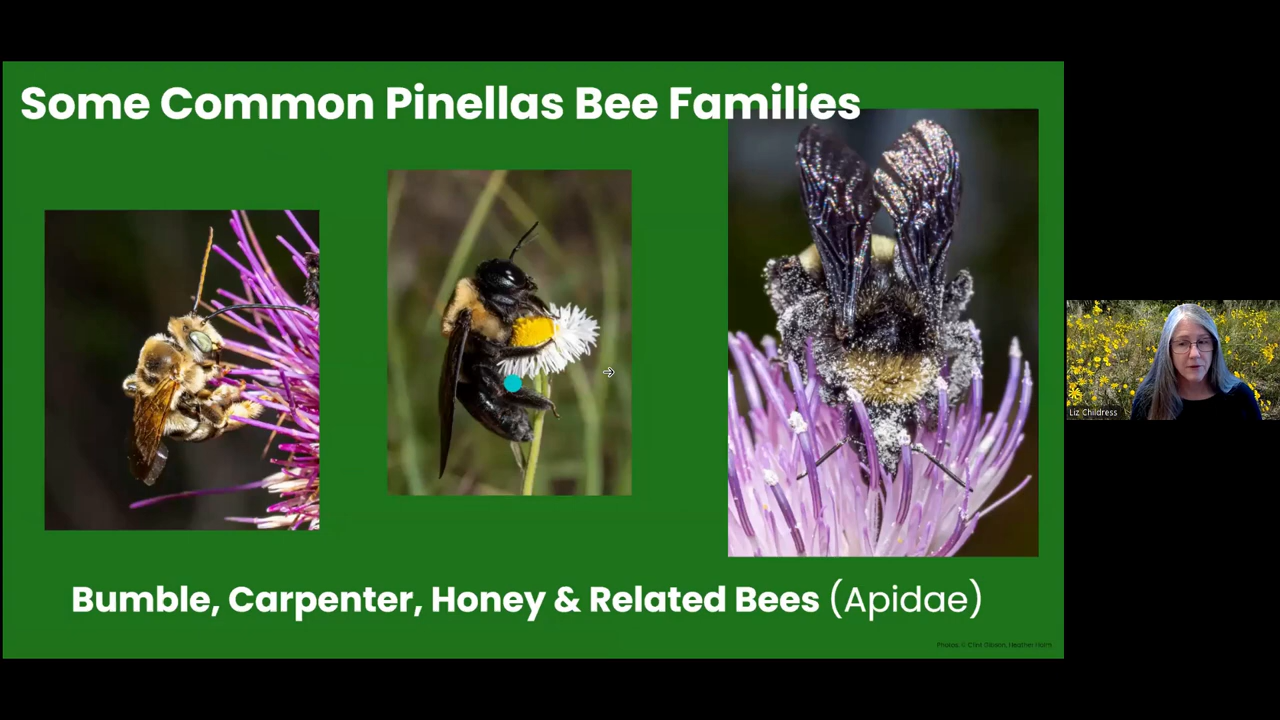 Some Common Pinellas Bee Families
Liz Childress
Bumble, Carpenter, Honey & Related Bees (Apidae)